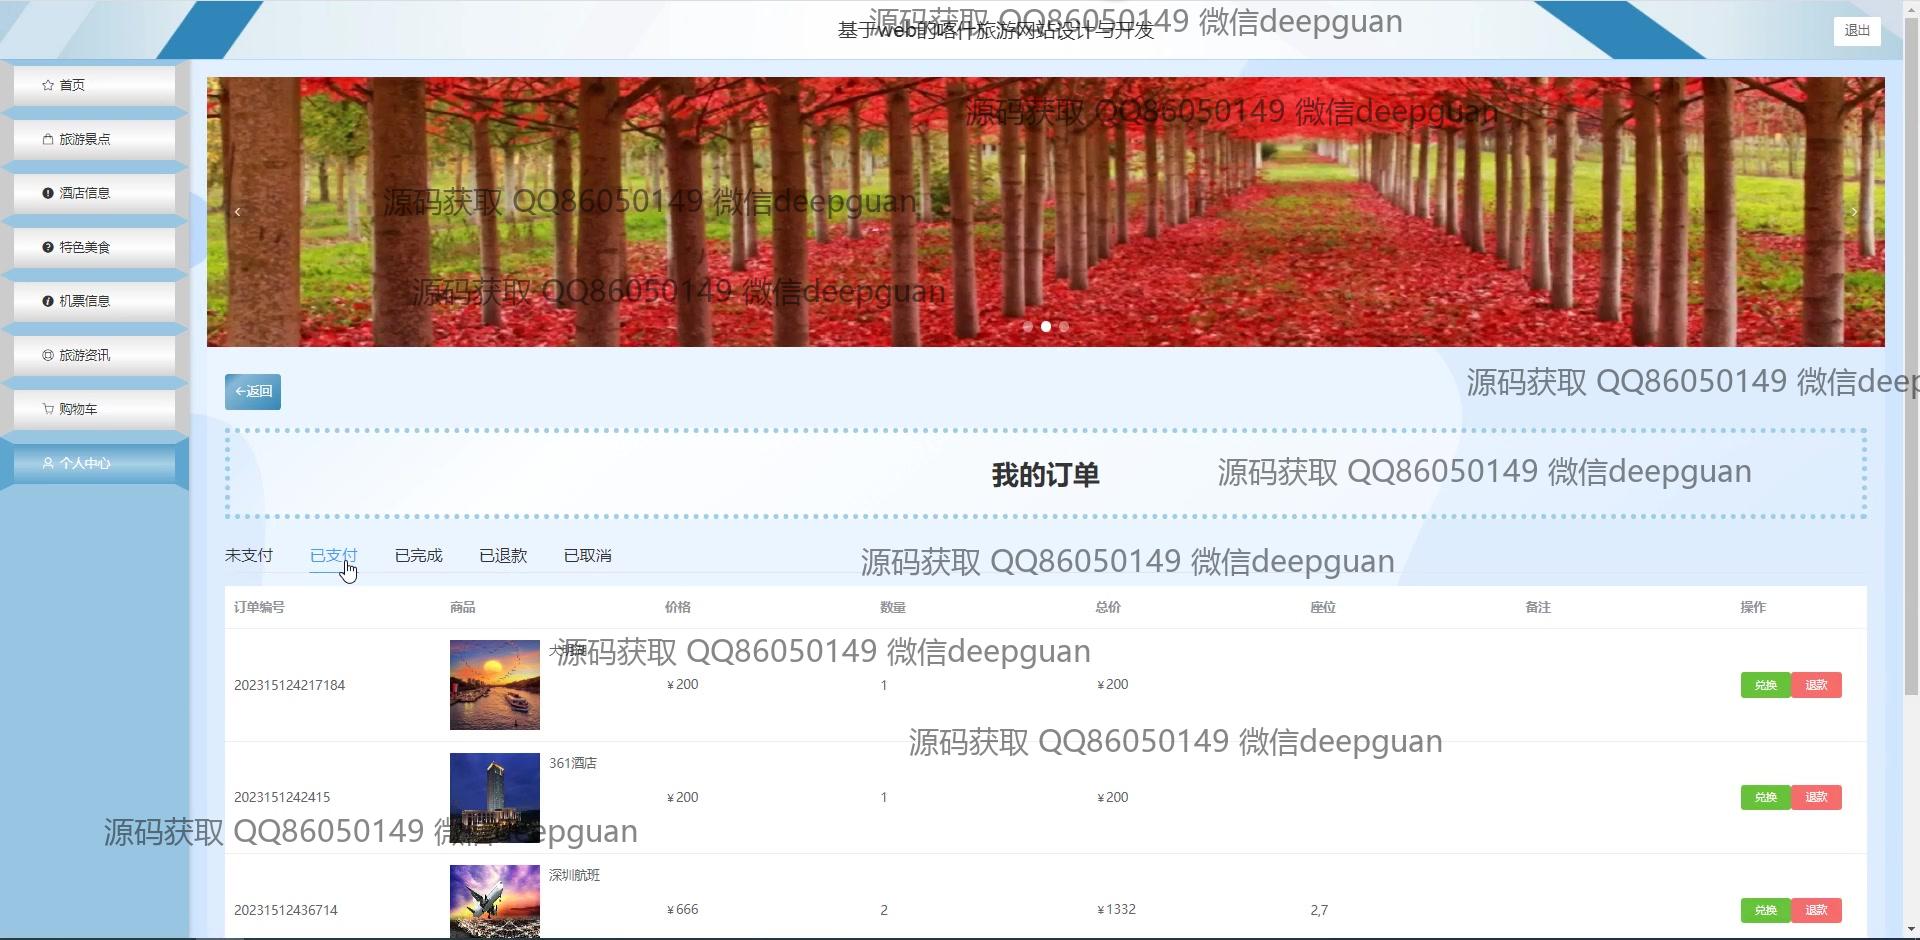 源码获取 QQ86050149 微信deepguan
基于web的喀什旅游网站设计与开发
退出
首页
旅游景点
酒店信息
特色美食
机票信息
旅游资讯
购物车
个人中心
源码获取 QQ86050149 微信deepguan
源码获取 QQ86050149 微信deepguan
源码获取 QQ86050149 微信deepguan
←返回
源码获取 QQ86050149 微信deep
我的订单
源码获取 QQ86050149 微信deepguan
未支付 已支付 已完成 已退款 已取消
源码获取 QQ86050149 微信deepguan
订单编号 商品 价格 数量 总价 座位 备注 操作
源码获取 QQ86050149 微信deepguan
202315124217184 ¥200 1 ¥200 兑换 退款
源码获取 QQ86050149 微信deepguan
361酒店
2023151242415 ¥200 1 ¥200 兑换 退款
源码获取 QQ86050149 微信deepguan
深圳航班
20231512436714 ¥666 2 ¥1332 2,7 兑换 退款